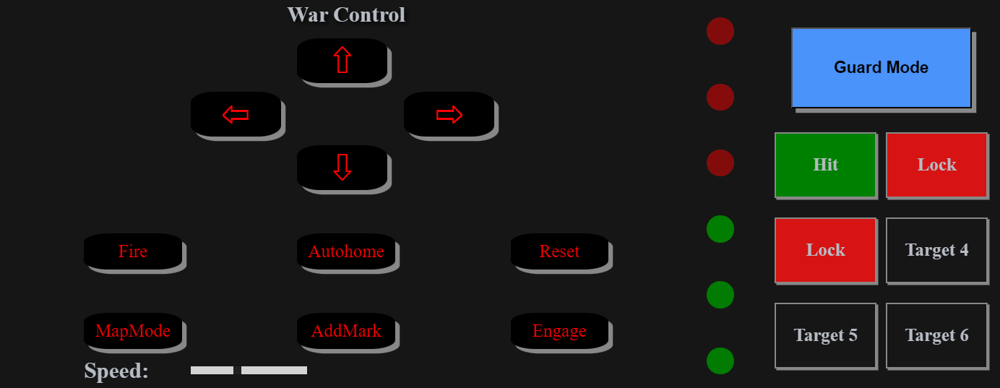 War Control
⇧
Guard Mode
⇦ ⇨
Hit Lock
⇩
Fire Autohome Reset
Lock Target 4
MapMode AddMark Engage
Target 5 Target 6
Speed: